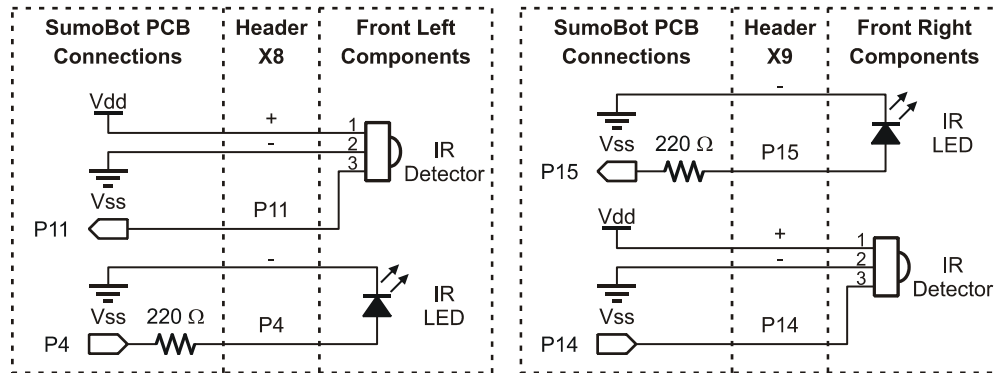 SumoBot PCB Connections
Header X8
Front Left Components
Vdd
+
1
-
2
3
IR Detector
Vss
P11
P11
-
IR LED
Vss
220 Ω
P4
P4
SumoBot PCB Connections
Header X9
Front Right Components
-
IR LED
Vss
220 Ω
P15
P15
Vdd
+
1
-
2
3
IR Detector
Vss
P14
P14